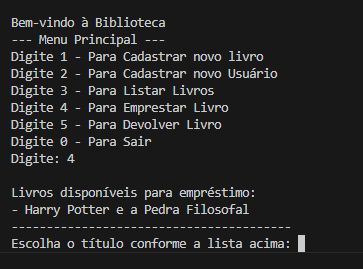 Bem-vindo à Biblioteca
--- Menu Principal ---
Digite 1 - Para Cadastrar novo livro
Digite 2 - Para Cadastrar novo Usuário
Digite 3 - Para Listar Livros
Digite 4 - Para Emprestar Livro
Digite 5 - Para Devolver Livro
Digite 0 - Para Sair
Digite: 4
Livros disponíveis para empréstimo:
- Harry Potter e a Pedra Filosofal
----------------------------------------
Escolha o título conforme a lista acima: